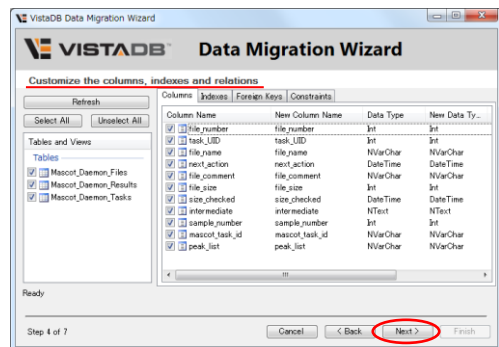 VistaDB Data Migration Wizard
VISTADB Data Migration Wizard
Customize the columns, indexes and relations
Refresh
Select All Unselect All
Tables and Views
Tables
Mascot_Daemon_Files
Mascot_Daemon_Results
Mascot_Daemon_Tasks
Columns Indexes Foreign Keys Constraints
Column Name New Column Name Data Type New Data Ty...
file_number file_number Int Int
task_UID task_UID Int Int
file_name file_name NVarChar NVarChar
next_action next_action DateTime DateTime
file_comment file_comment NVarChar NVarChar
file_size file_size Int Int
size_checked size_checked DateTime DateTime
intermediate intermediate NText NText
sample_number sample_number Int Int
mascot_task_id mascot_task_id NVarChar NVarChar
peak_list peak_list NVarChar NVarChar
Ready
Step 4 of 7 Cancel < Back Next > Finish